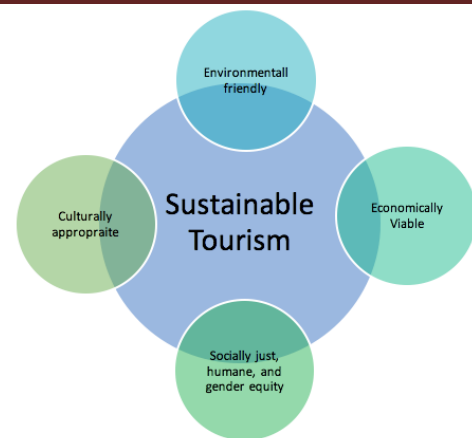 Environmentall
friendly
Culturally
appropraite
Sustainable
Tourism
Economically
Viable
Socially just,
humane, and
gender equity